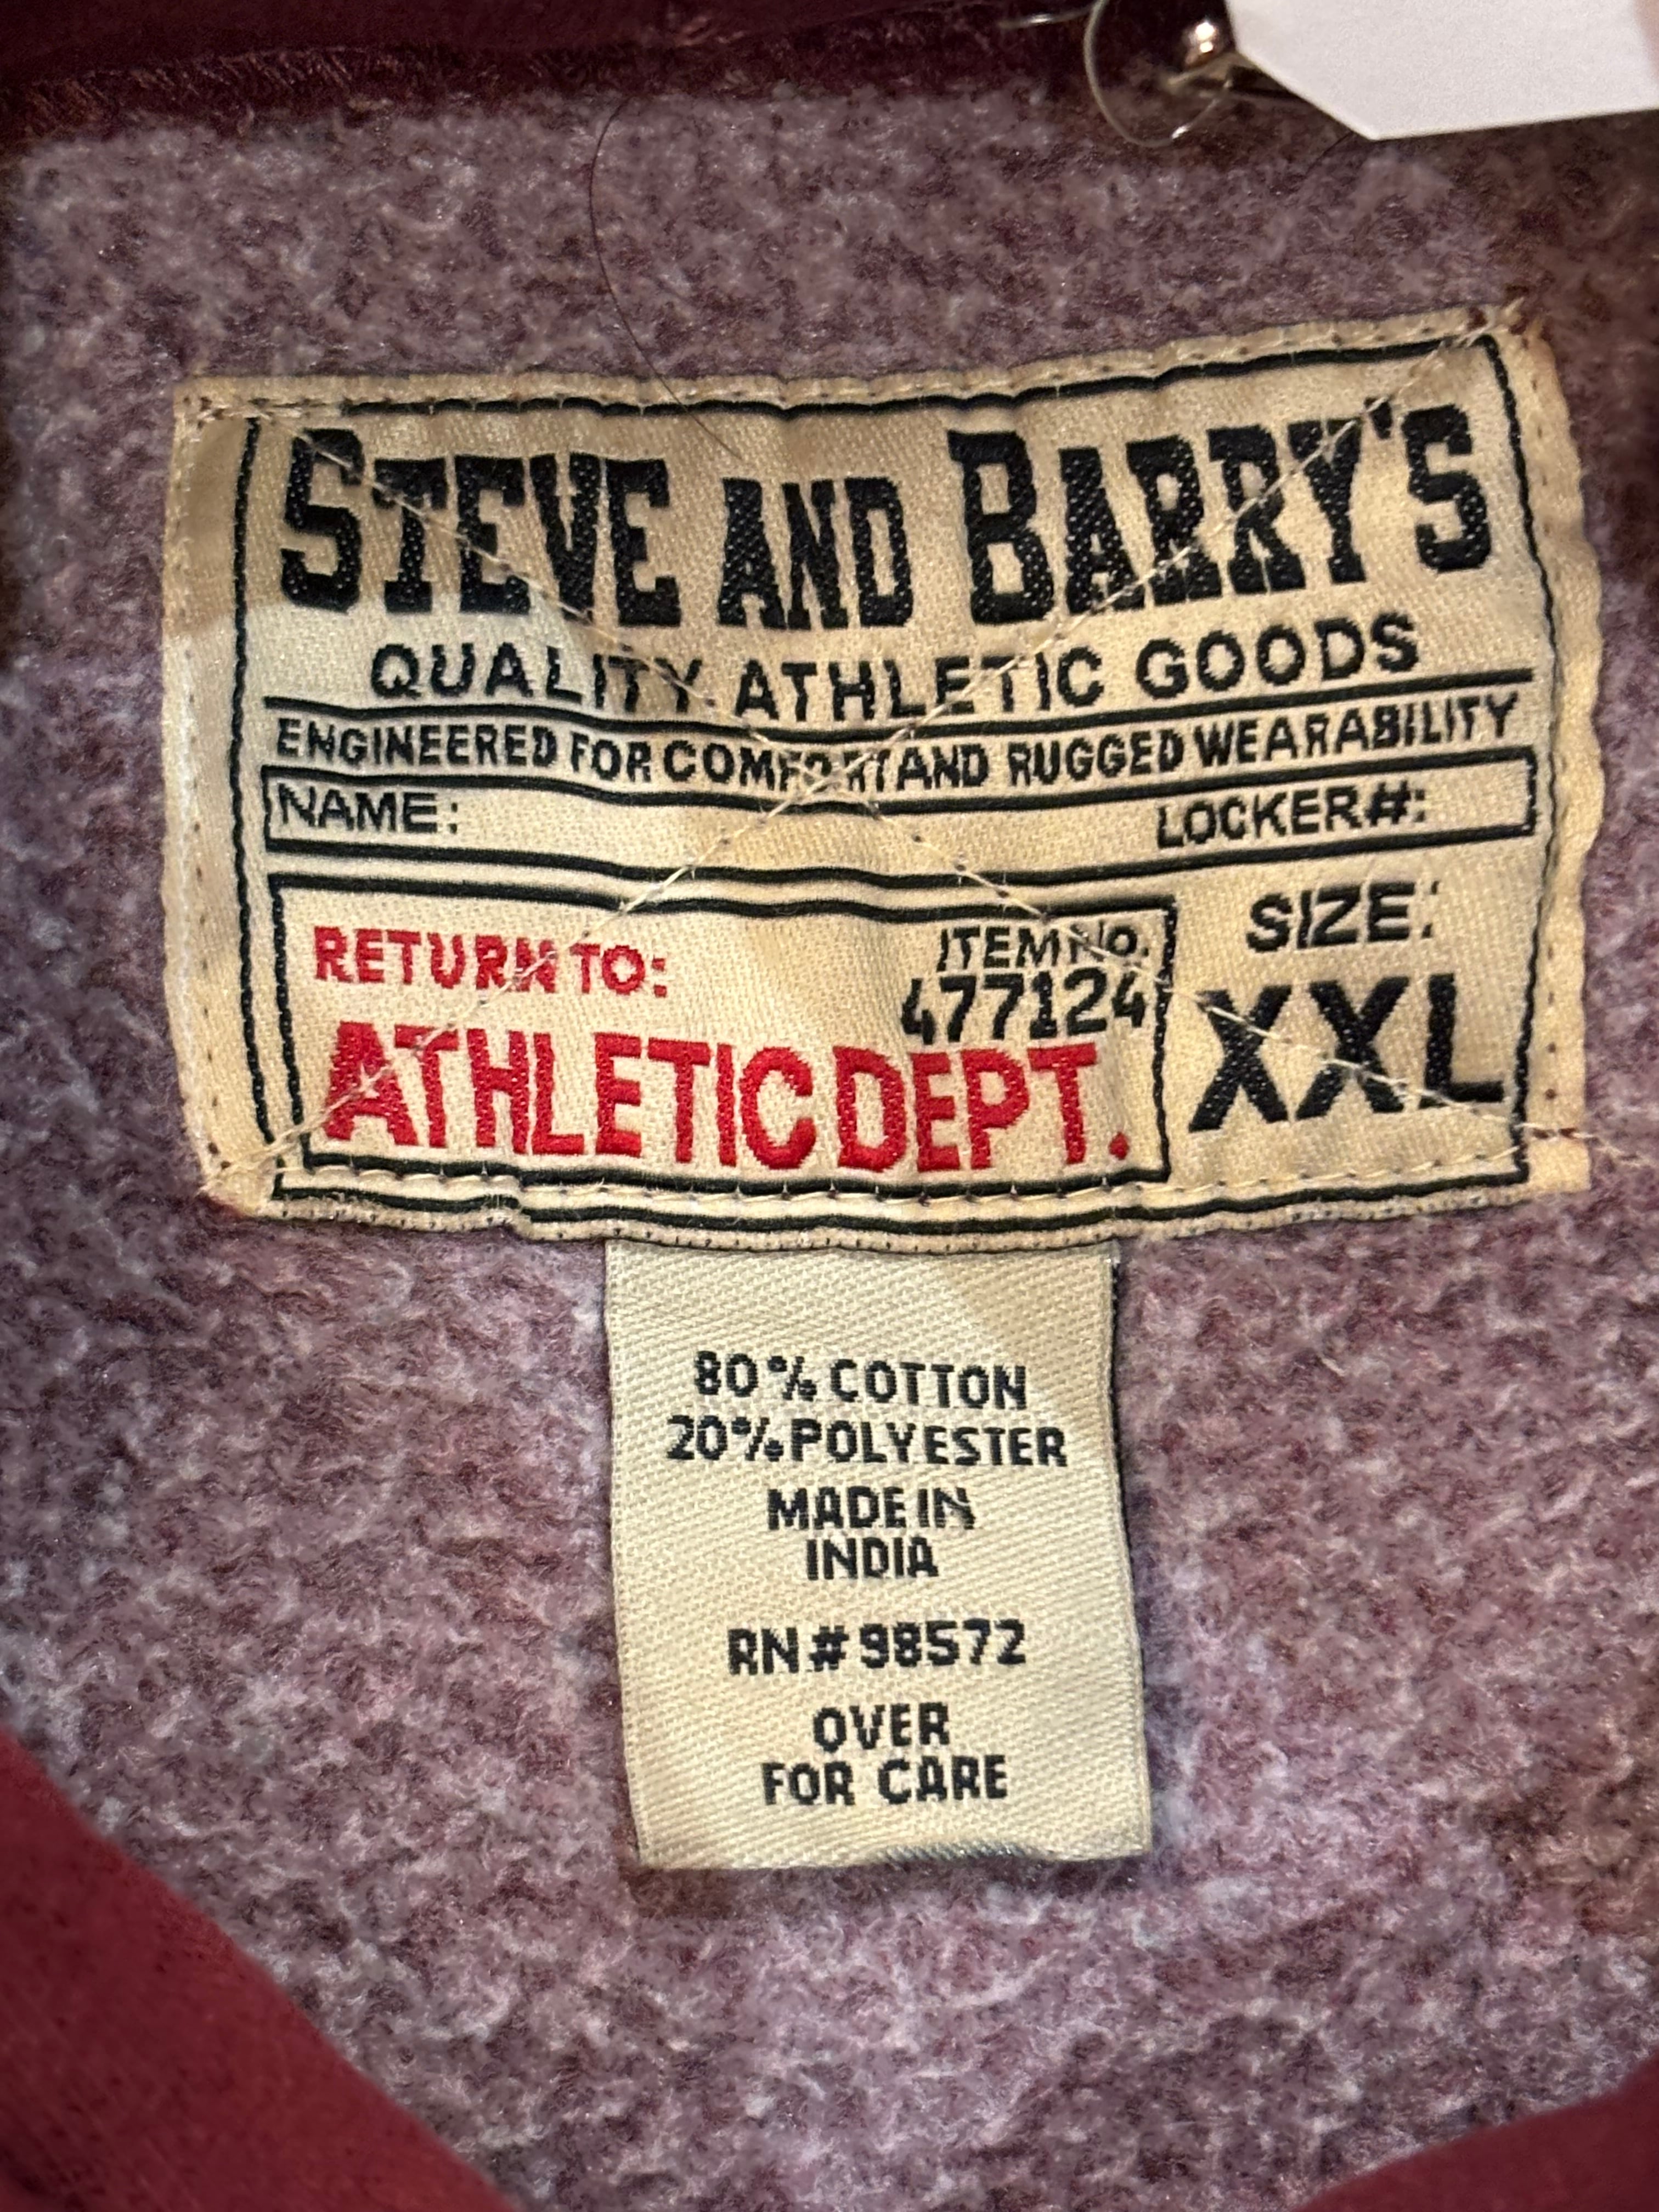 STEVE AND BARRY'S
QUALITY ATHLETIC GOODS
ENGINEERED FOR COMFORT AND RUGGED WEARABILITY
NAME: LOCKER#:
RETURN TO:
ITEM NO.
477124
ATHLETIC DEPT.
SIZE:
XXL
80% COTTON
20% POLYESTER
MADE IN
INDIA
RN# 98572
OVER
FOR CARE